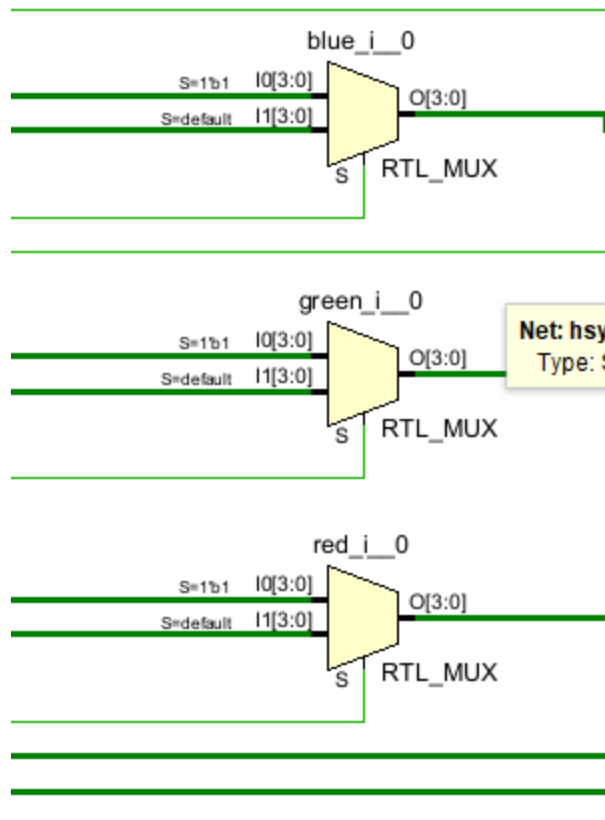 blue_i__0
S=1'b1 I0[3:0]
O[3:0]
S=default I1[3:0]
S RTL_MUX
green_i__0
Net: hsy
S=1'b1 I0[3:0]
O[3:0]
Type: S
S=default I1[3:0]
S RTL_MUX
red_i__0
S=1'b1 I0[3:0]
O[3:0]
S=default I1[3:0]
S RTL_MUX